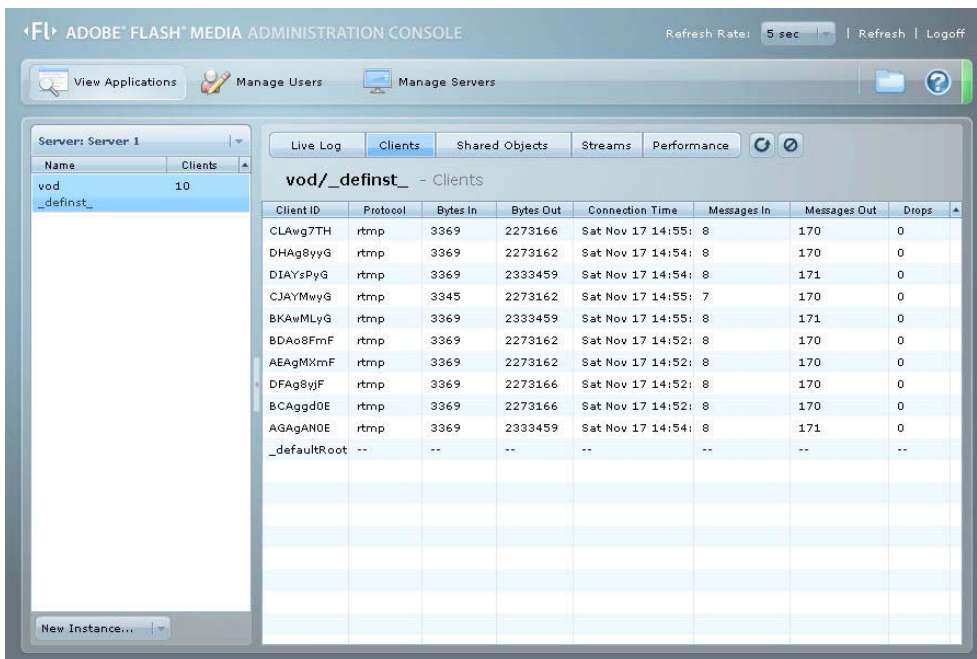 Fl ADOBE® FLASH® MEDIA ADMINISTRATION CONSOLE Refresh Rate: 5 sec | Refresh | Logoff
View Applications Manage Users Manage Servers ?
Server: Server 1
Name Clients
vod 10
_definst_
New Instance...
Live Log Clients Shared Objects Streams Performance
vod/_definst_ - Clients
Client ID Protocol Bytes In Bytes Out Connection Time Messages In Messages Out Drops
CLAwg7TH rtmp 3369 2273166 Sat Nov 17 14:55: 8 170 0
DHAg8yyG rtmp 3369 2273162 Sat Nov 17 14:54: 8 170 0
DIAYsPyG rtmp 3369 2333459 Sat Nov 17 14:54: 8 171 0
CJAYMwyG rtmp 3345 2273162 Sat Nov 17 14:55: 7 170 0
BKAwMLyG rtmp 3369 2333459 Sat Nov 17 14:55: 8 171 0
BDAo8FmF rtmp 3369 2273162 Sat Nov 17 14:52: 8 170 0
AEAgMXmF rtmp 3369 2273162 Sat Nov 17 14:52: 8 170 0
DFAg8yjF rtmp 3369 2273166 Sat Nov 17 14:52: 8 170 0
BCAggd0E rtmp 3369 2273166 Sat Nov 17 14:52: 8 170 0
AGAgAN0E rtmp 3369 2333459 Sat Nov 17 14:54: 8 171 0
_defaultRoot -- -- -- -- -- -- --